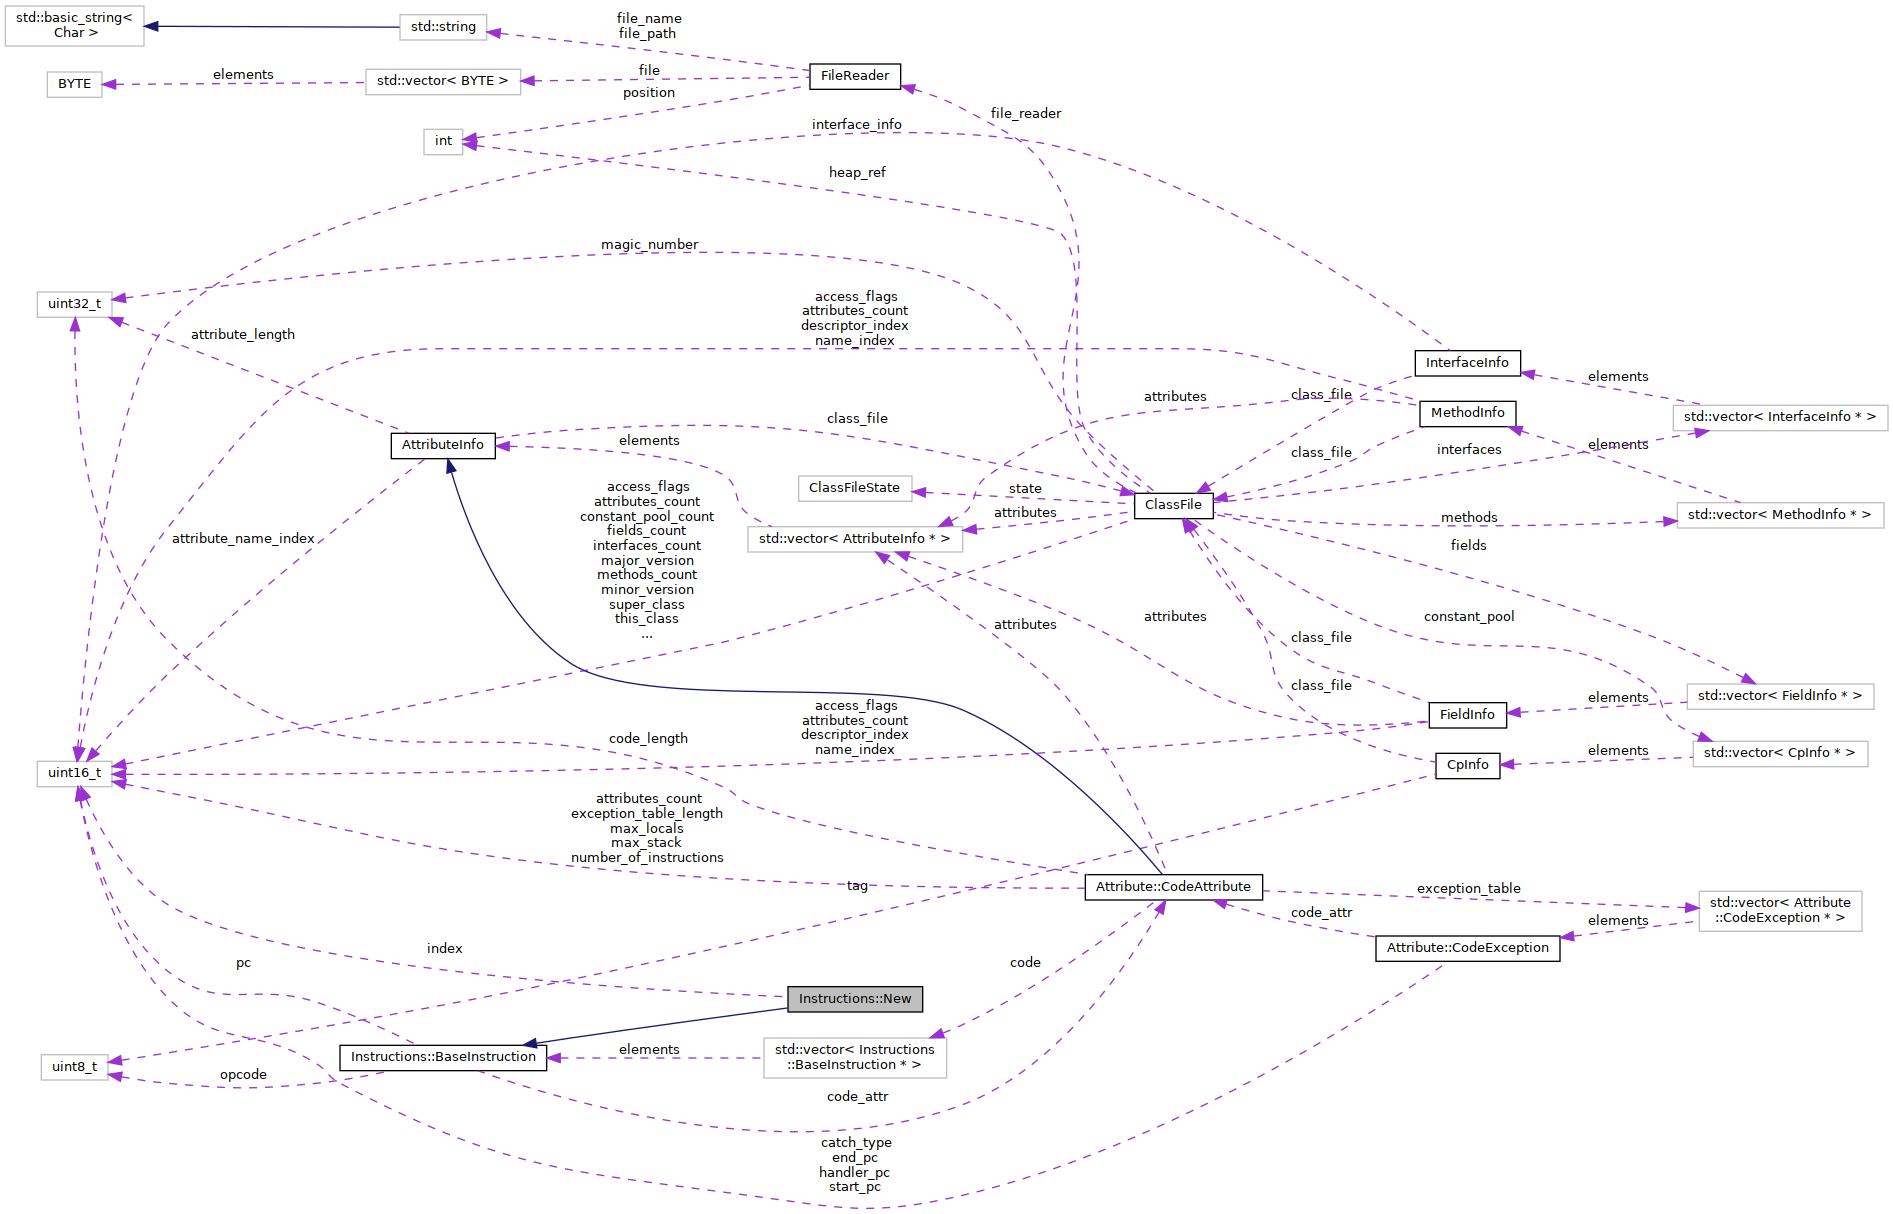 std::basic_string<
Char >
std::string
file_name
file_path
BYTE
elements
std::vector< BYTE >
file
FileReader
position
int
interface_info
file_reader
heap_ref
magic_number
uint32_t
attribute_length
access_flags
attributes_count
descriptor_index
name_index
InterfaceInfo
elements
std::vector< InterfaceInfo * >
attributes
class_file
MethodInfo
AttributeInfo
class_file
elements
class_file
interfaces
elements
access_flags
attributes_count
constant_pool_count
fields_count
interfaces_count
major_version
methods_count
minor_version
super_class
this_class
...
ClassFileState
state
attributes
ClassFile
methods
std::vector< MethodInfo * >
std::vector< AttributeInfo * >
fields
attribute_name_index
attributes
attributes
constant_pool
class_file
class_file
elements
std::vector< FieldInfo * >
FieldInfo
access_flags
attributes_count
descriptor_index
name_index
code_length
elements
std::vector< CpInfo * >
CpInfo
uint16_t
attributes_count
exception_table_length
max_locals
max_stack
number_of_instructions
tag
Attribute::CodeAttribute
exception_table
std::vector< Attribute
::CodeException * >
code_attr
elements
Attribute::CodeException
index
pc
code
Instructions::New
Instructions::BaseInstruction
elements
std::vector< Instructions
::BaseInstruction * >
uint8_t
opcode
code_attr
catch_type
end_pc
handler_pc
start_pc